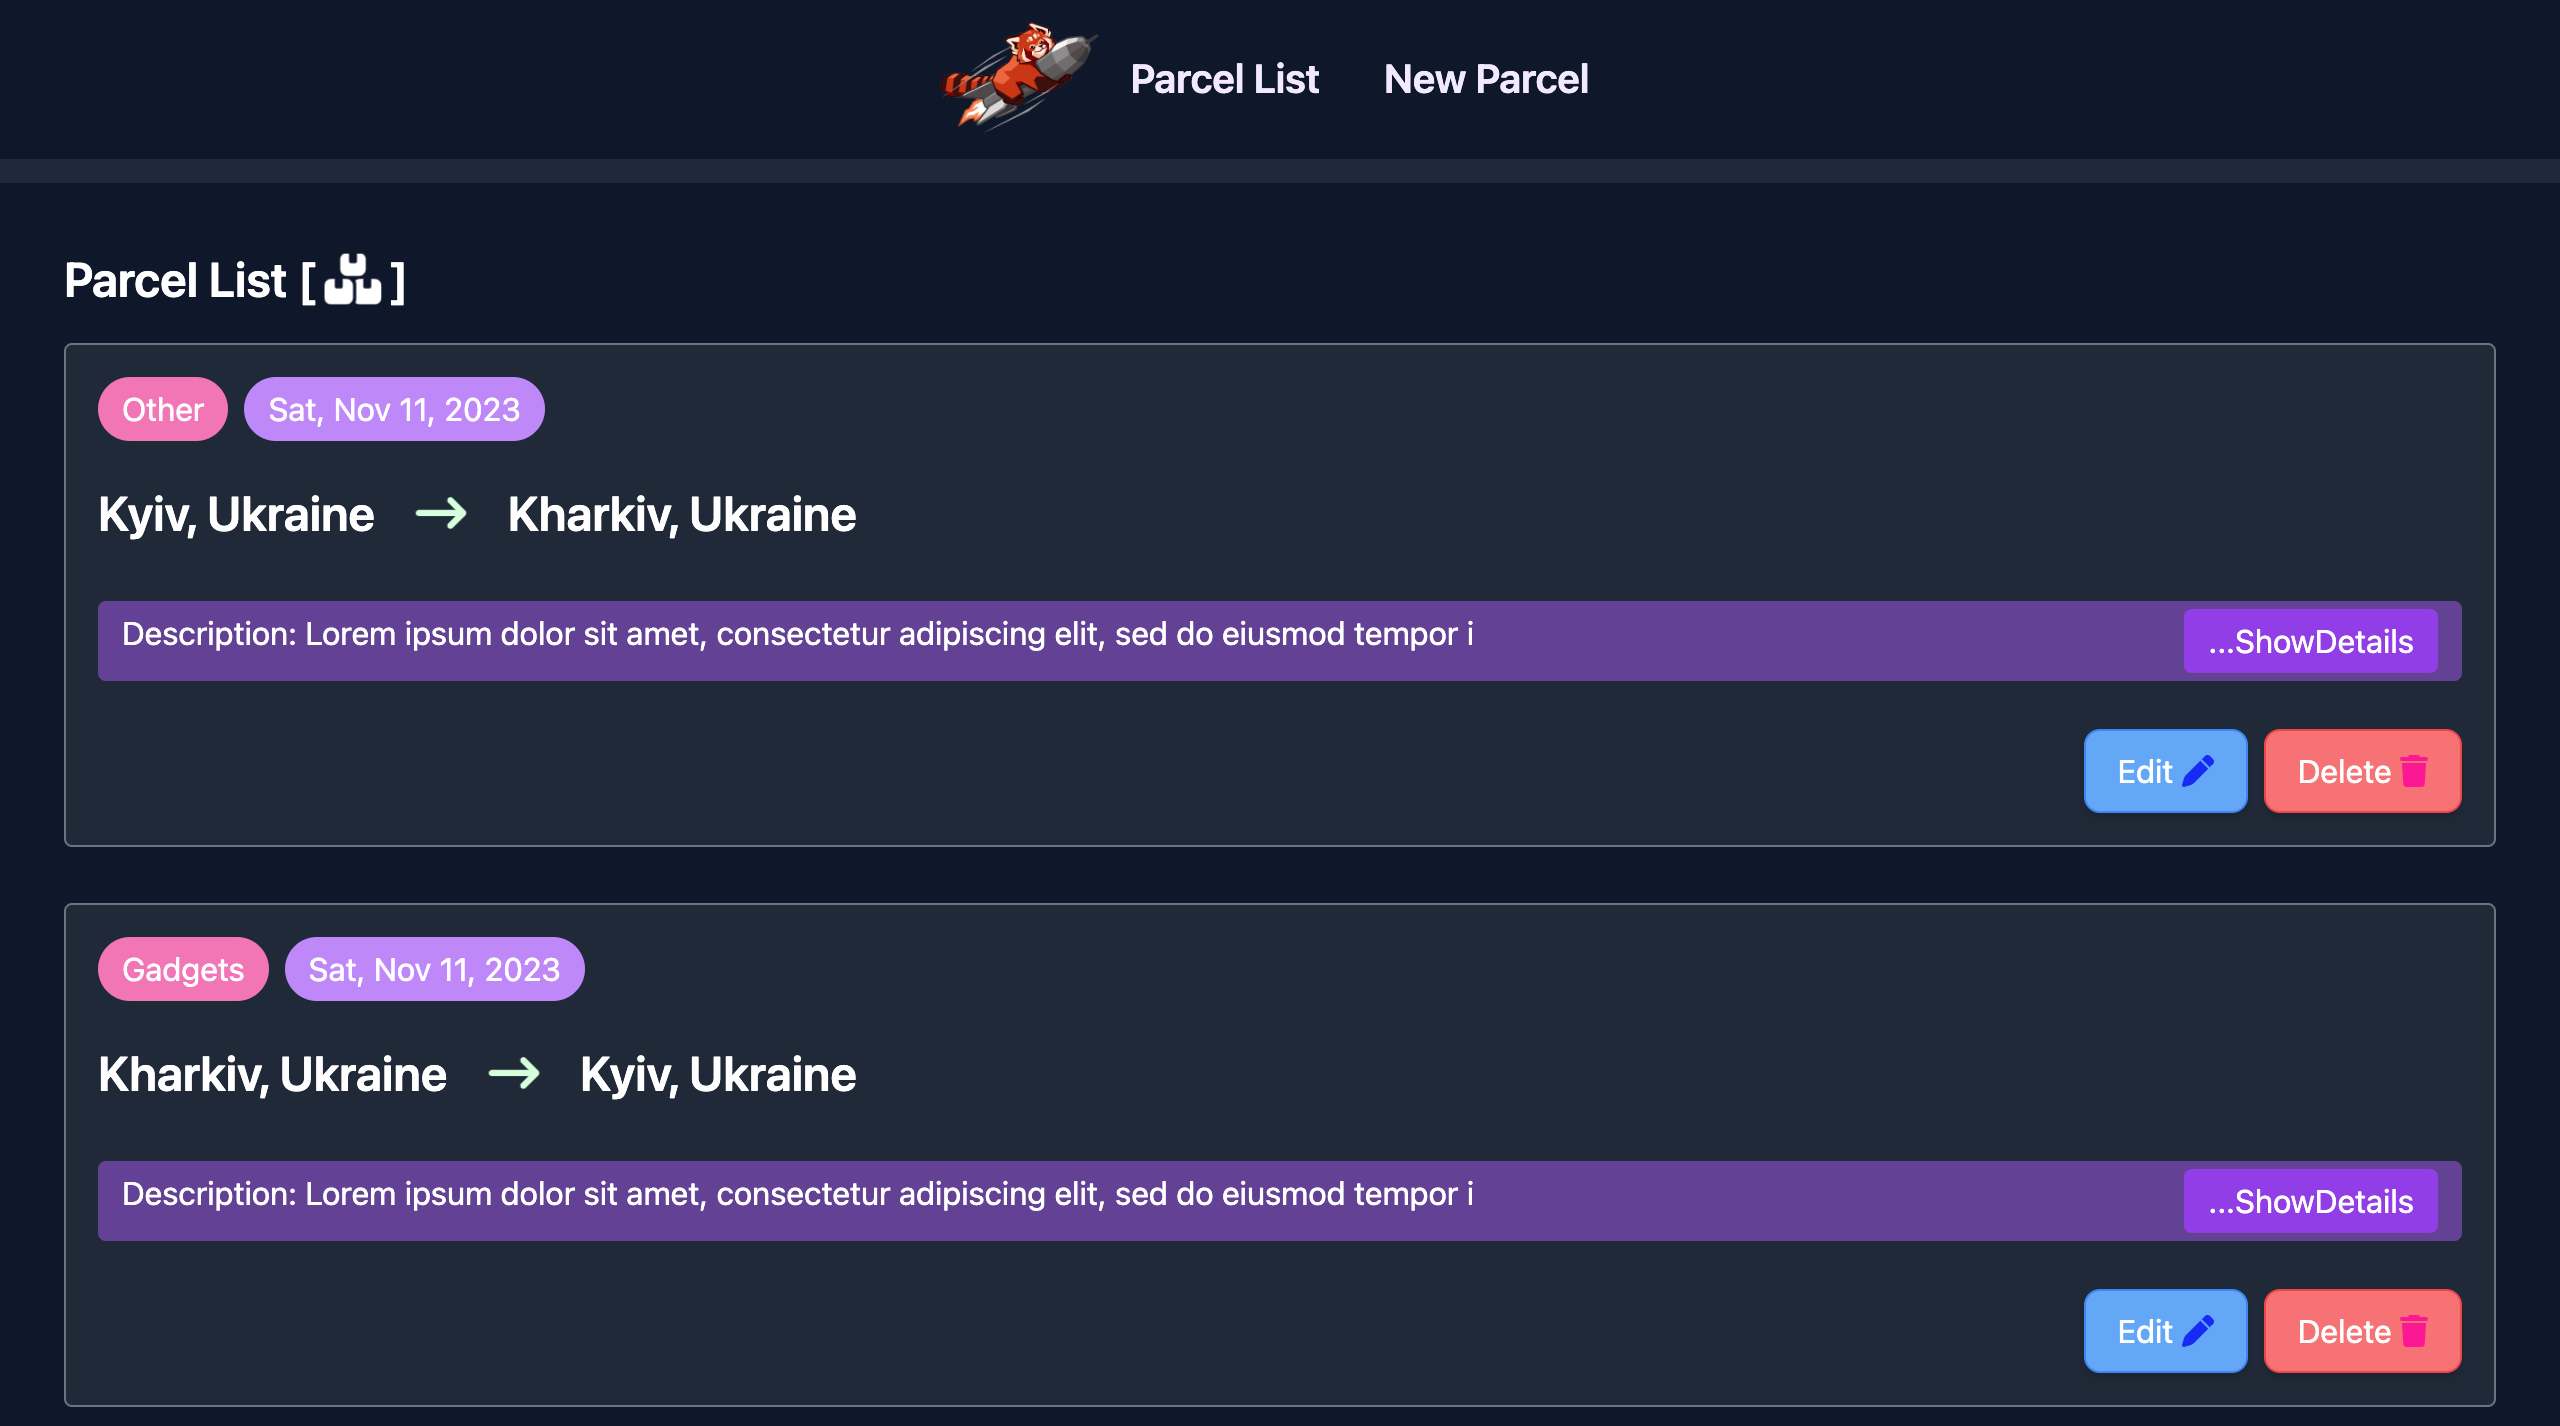 Parcel List New Parcel
Parcel List [ ]
Other Sat, Nov 11, 2023
Kyiv, Ukraine → Kharkiv, Ukraine
Description: Lorem ipsum dolor sit amet, consectetur adipiscing elit, sed do eiusmod tempor i ...ShowDetails
Edit Delete
Gadgets Sat, Nov 11, 2023
Kharkiv, Ukraine → Kyiv, Ukraine
Description: Lorem ipsum dolor sit amet, consectetur adipiscing elit, sed do eiusmod tempor i ...ShowDetails
Edit Delete